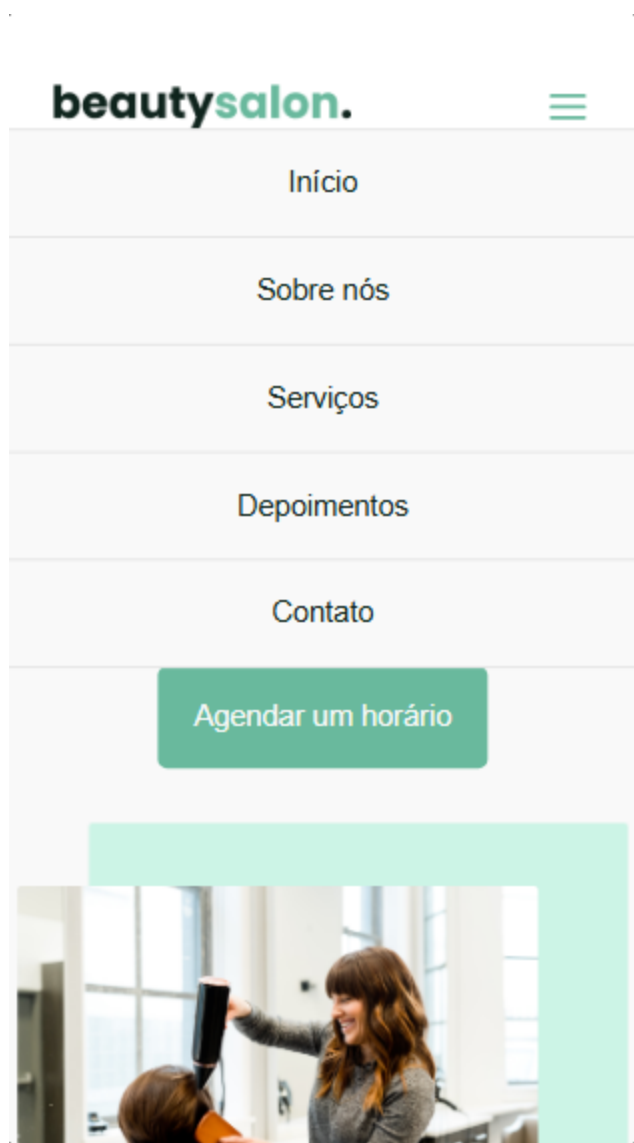 beautysalon.
Início
Sobre nós
Serviços
Depoimentos
Contato
Agendar um horário